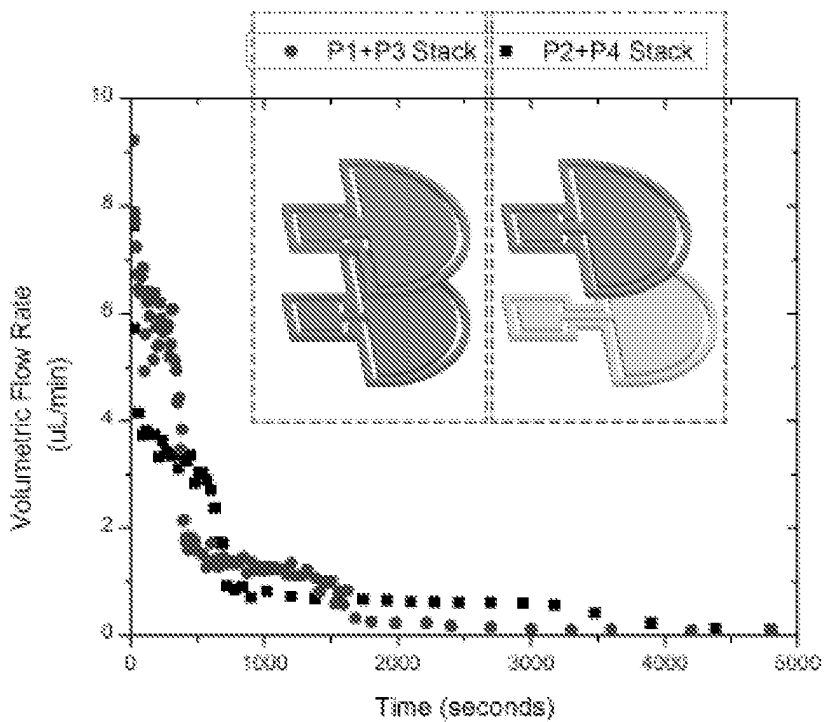 P1+P3 Stack P2+P4 Stack
10
8
6
4
2
0
Volumetric Flow Rate
(uL/min)
0 1000 2000 3000 4000 5000
Time (seconds)